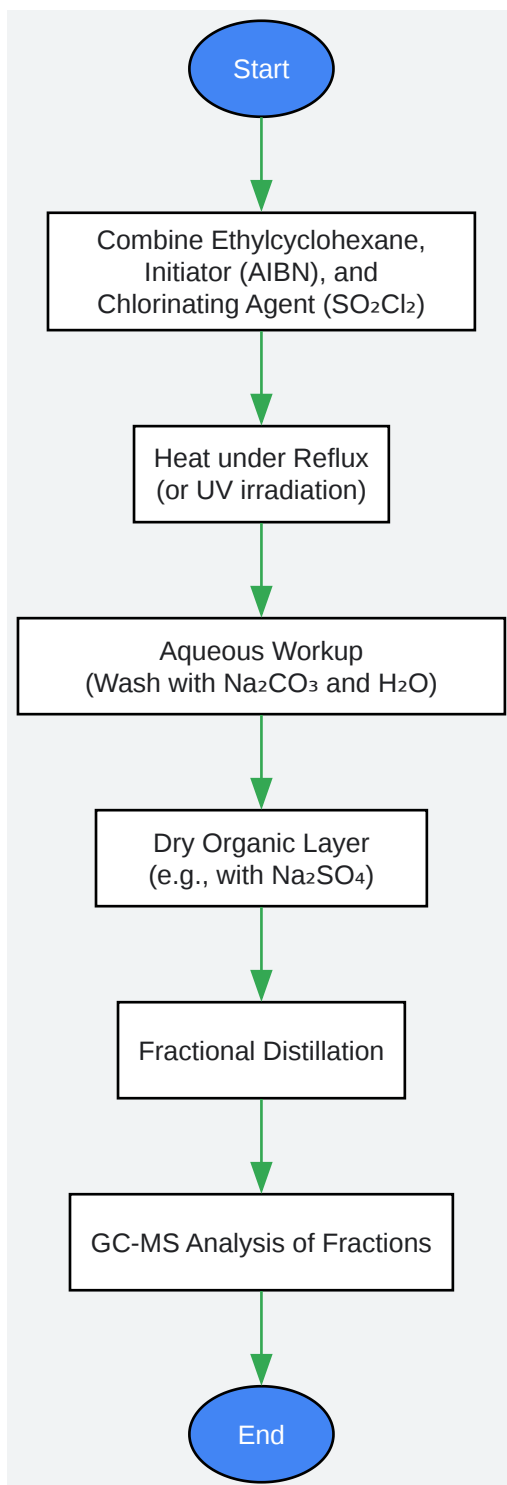 Start
Combine Ethylcyclohexane,
Initiator (AIBN), and
Chlorinating Agent (SO₂Cl₂)
Heat under Reflux
(or UV irradiation)
Aqueous Workup
(Wash with Na₂CO₃ and H₂O)
Dry Organic Layer
(e.g., with Na₂SO₄)
Fractional Distillation
GC-MS Analysis of Fractions
End